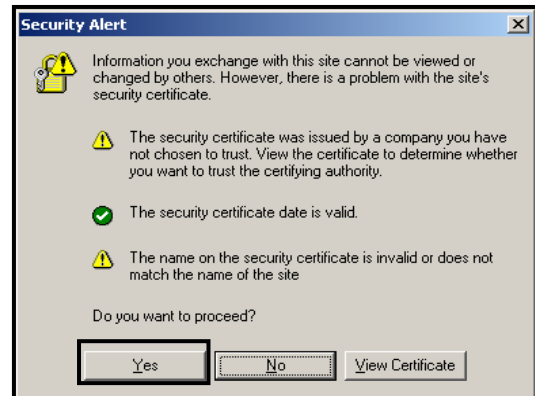 Security Alert
Information you exchange with this site cannot be viewed or
changed by others. However, there is a problem with the site's
security certificate.
The security certificate was issued by a company you have
not chosen to trust. View the certificate to determine whether
you want to trust the certifying authority.
The security certificate date is valid.
The name on the security certificate is invalid or does not
match the name of the site
Do you want to proceed?
Yes No View Certificate